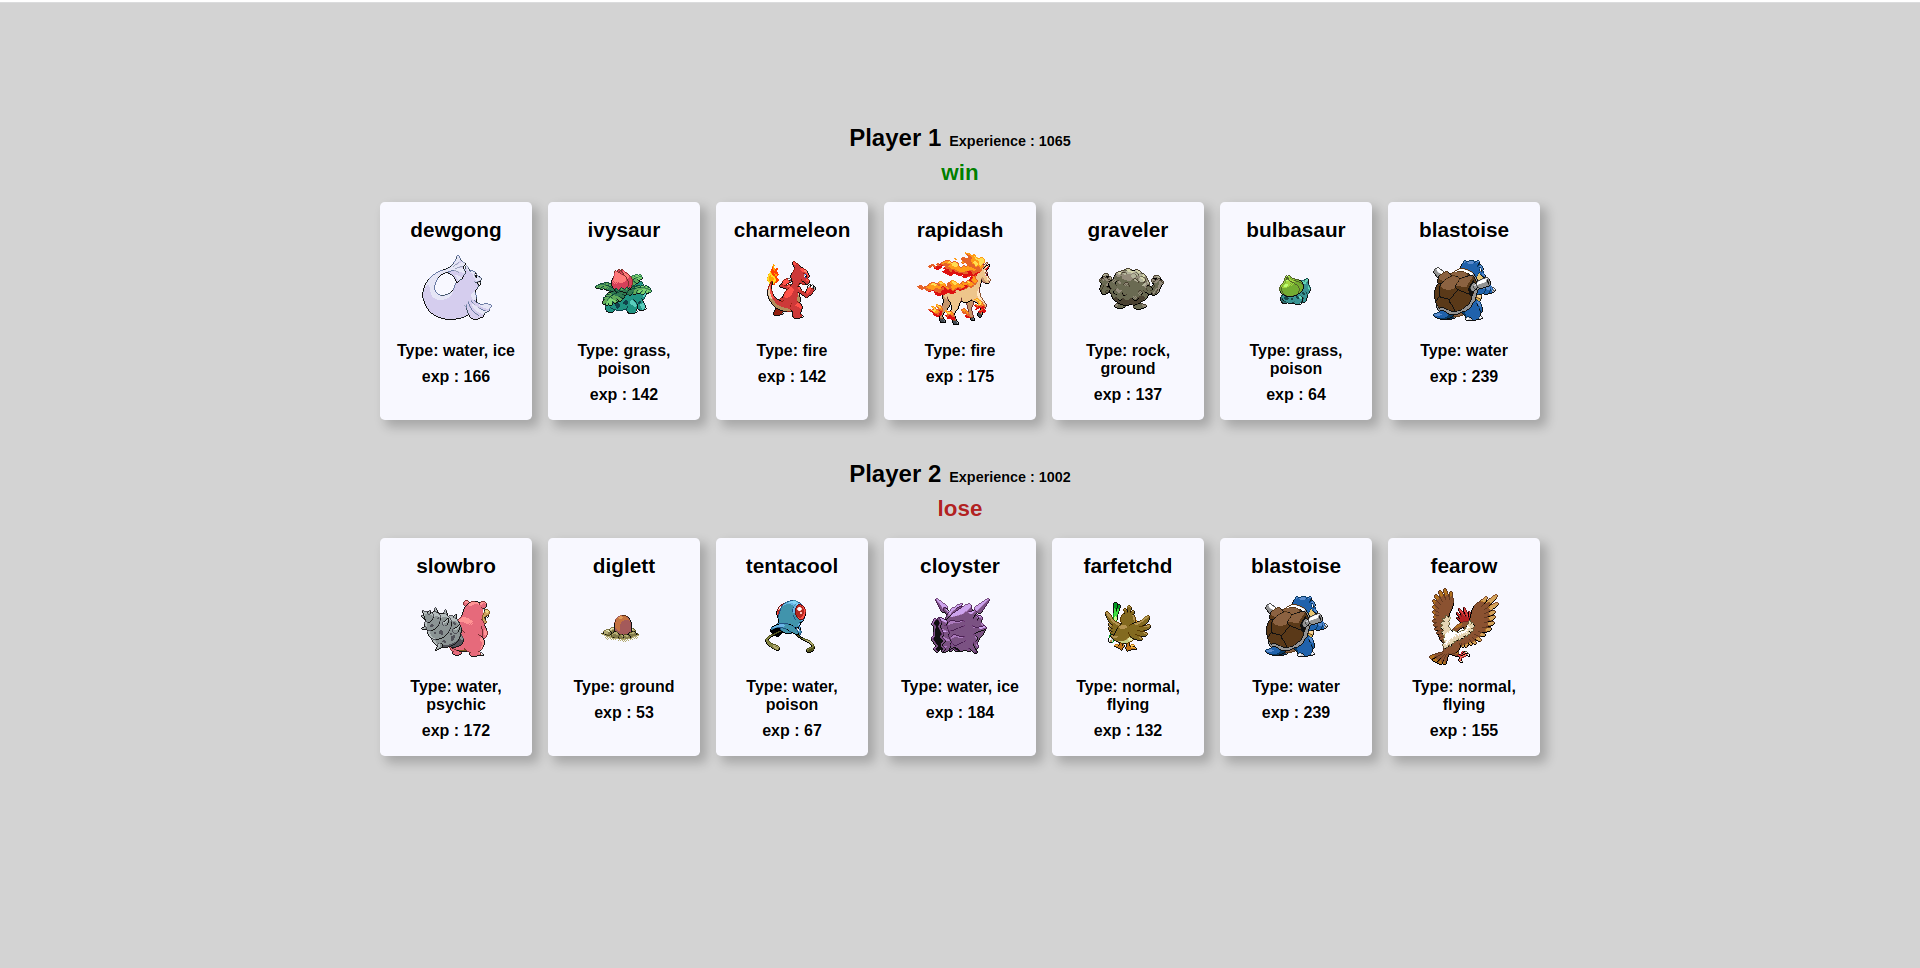 Player 1 Experience : 1065
win
dewgong
Type: water, ice
exp : 166
ivysaur
Type: grass,
poison
exp : 142
charmeleon
Type: fire
exp : 142
rapidash
Type: fire
exp : 175
graveler
Type: rock,
ground
exp : 137
bulbasaur
Type: grass,
poison
exp : 64
blastoise
Type: water
exp : 239
Player 2 Experience : 1002
lose
slowbro
Type: water,
psychic
exp : 172
diglett
Type: ground
exp : 53
tentacool
Type: water,
poison
exp : 67
cloyster
Type: water, ice
exp : 184
farfetchd
Type: normal,
flying
exp : 132
blastoise
Type: water
exp : 239
fearow
Type: normal,
flying
exp : 155